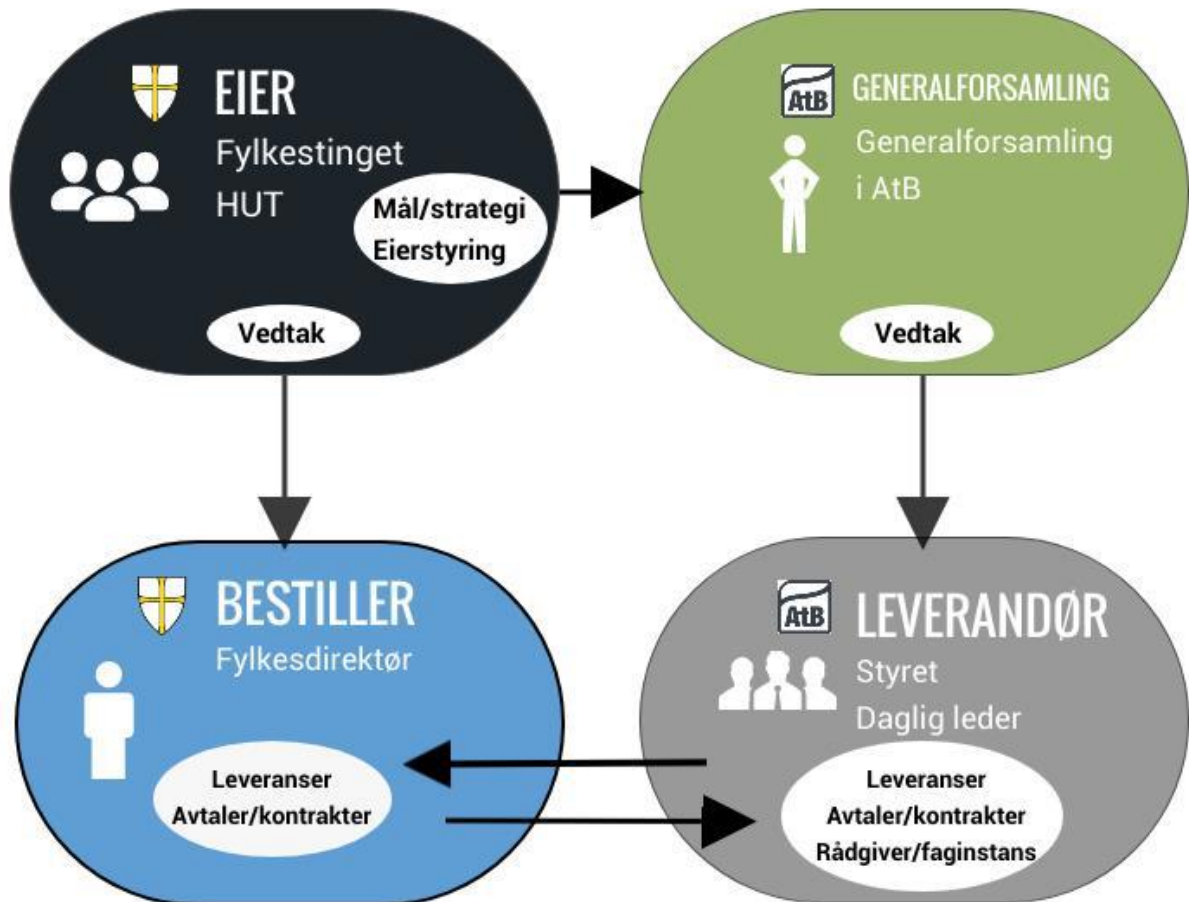 EIER
Fylkestinget
HUT
Mål/strategi
Eierstyring
Vedtak
AtB
GENERALFORSAMLING
Generalforsamling
i AtB
Vedtak
BESTILLER
Fylkesdirektør
Leveranser
Avtaler/kontrakter
AtB
LEVERANDØR
Styret
Daglig leder
Leveranser
Avtaler/kontrakter
Rådgiver/faginstans